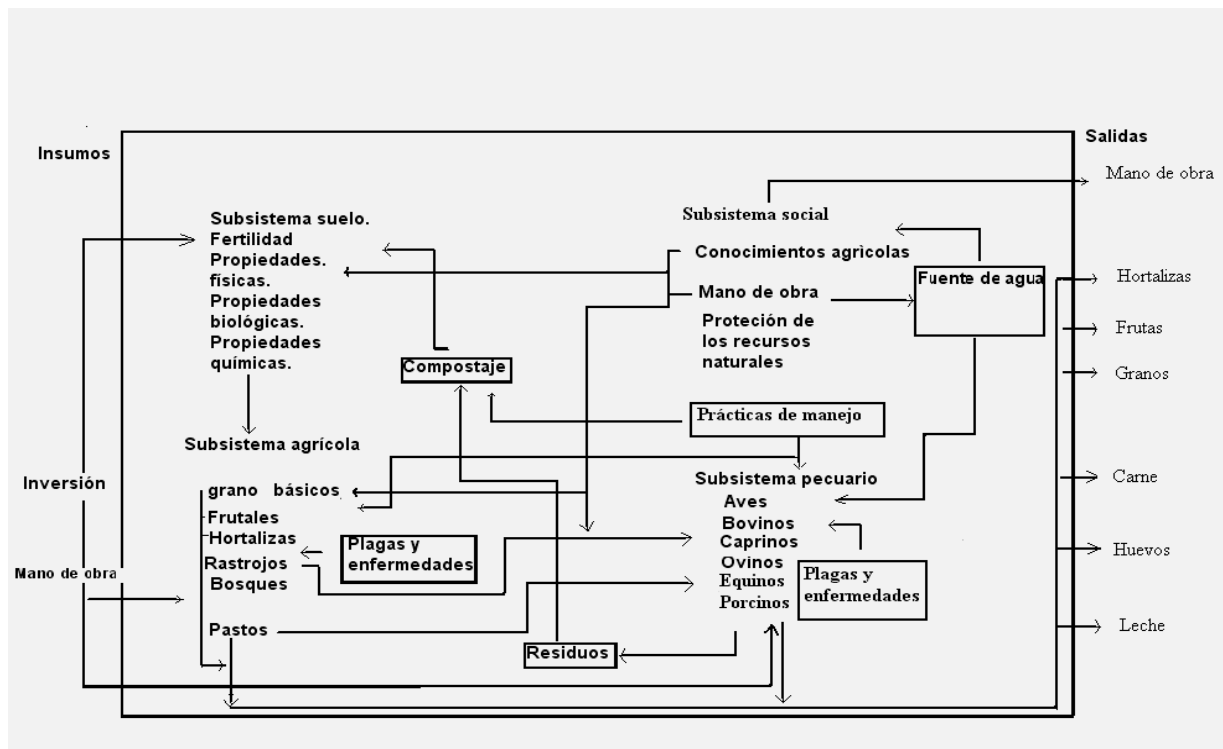 Insumos
Salidas
Mano de obra
Subsistema suelo.
Fertilidad
Propiedades.
físicas.
Propiedades
biológicas.
Propiedades
químicas.
Subsistema social
Conocimientos agrìcolas
Mano de obra
Proteción de
los recursos
naturales
Fuente de agua
Hortalizas
Frutas
Granos
Compostaje
Prácticas de manejo
Subsistema agrícola
Inversión
grano básicos
Frutales
Hortalizas
Rastrojos
Bosques
Pastos
Plagas y
enfermedades
Mano de obra
Subsistema pecuario
Aves
Bovinos
Caprinos
Ovinos
Equinos
Porcinos
Plagas y
enfermedades
Residuos
Carne
Huevos
Leche